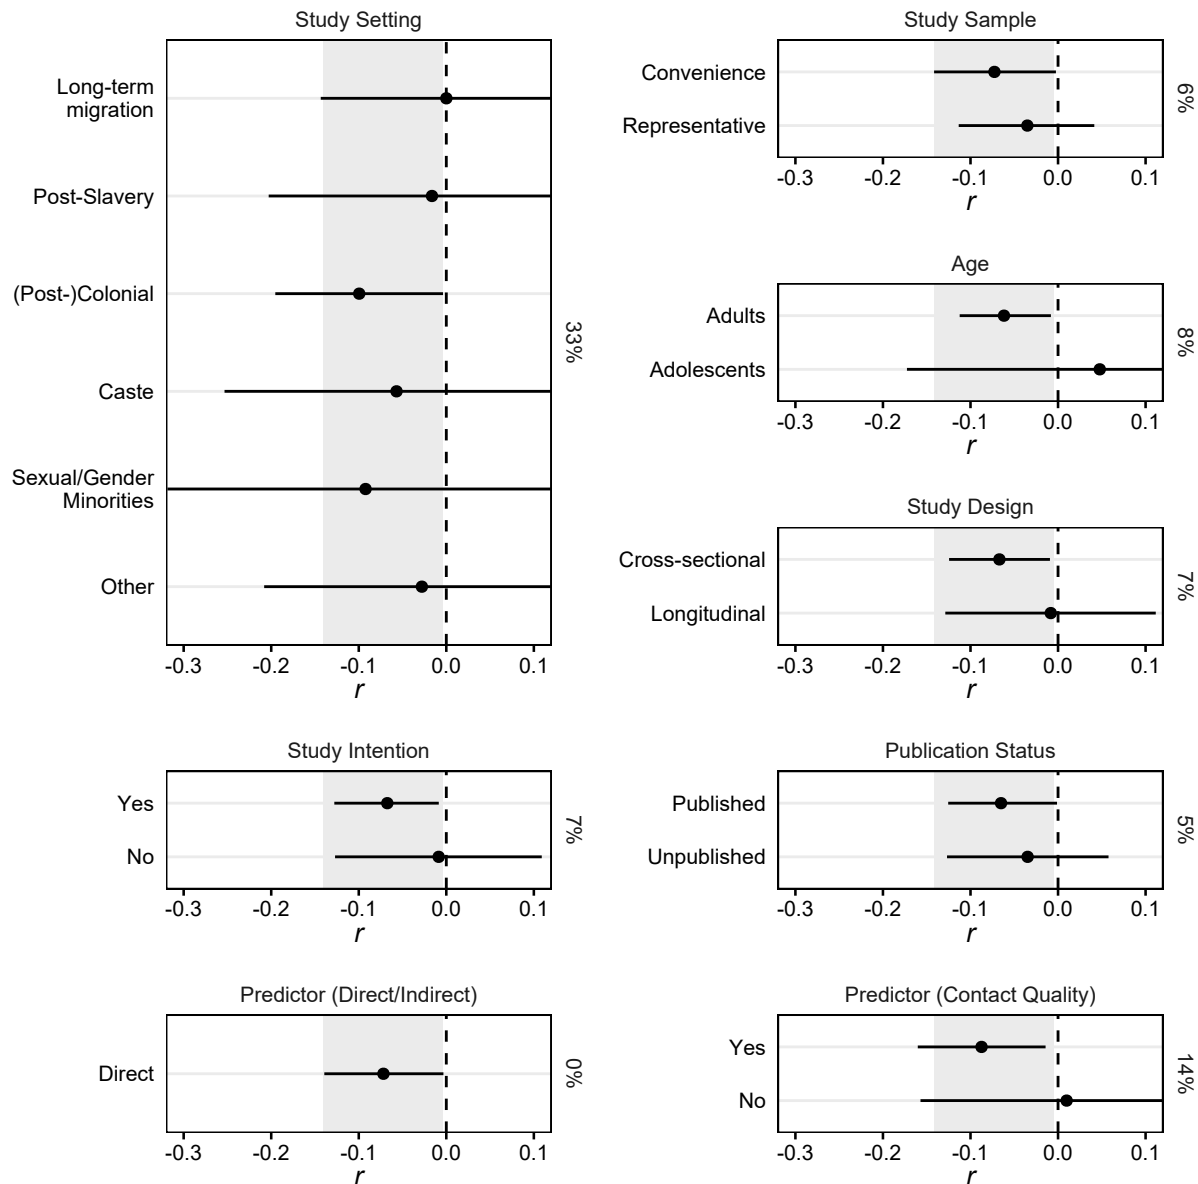 Study Setting
Long-term
migration
Post-Slavery
(Post-)Colonial
Caste
Sexual/Gender
Minorities
Other
-0.3 -0.2 -0.1 0.0 0.1
r
33%
Study Sample
Convenience
Representative
-0.3 -0.2 -0.1 0.0 0.1
r
6%
Age
Adults
Adolescents
-0.3 -0.2 -0.1 0.0 0.1
r
8%
Study Design
Cross-sectional
Longitudinal
-0.3 -0.2 -0.1 0.0 0.1
r
7%
Study Intention
Yes
No
-0.3 -0.2 -0.1 0.0 0.1
r
7%
Publication Status
Published
Unpublished
-0.3 -0.2 -0.1 0.0 0.1
r
5%
Predictor (Direct/Indirect)
Direct
-0.3 -0.2 -0.1 0.0 0.1
r
0%
Predictor (Contact Quality)
Yes
No
-0.3 -0.2 -0.1 0.0 0.1
r
14%